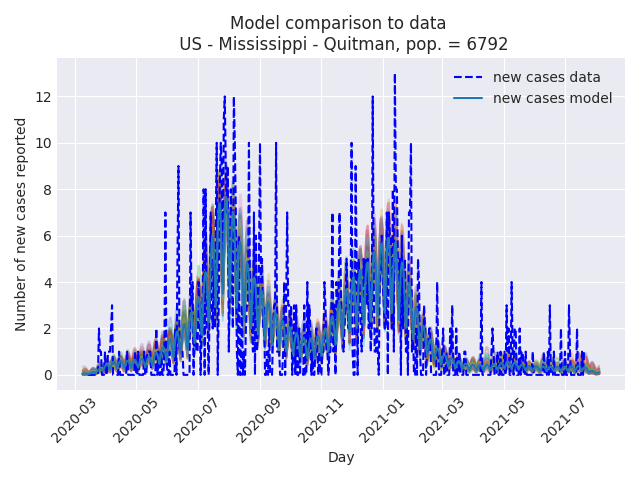 Model comparison to data
US - Mississippi - Quitman, pop. = 6792
new cases data
new cases model
Number of new cases reported
12
10
8
6
4
2
0
2020-03
2020-05
2020-07
2020-09
2020-11
2021-01
2021-03
2021-05
2021-07
Day